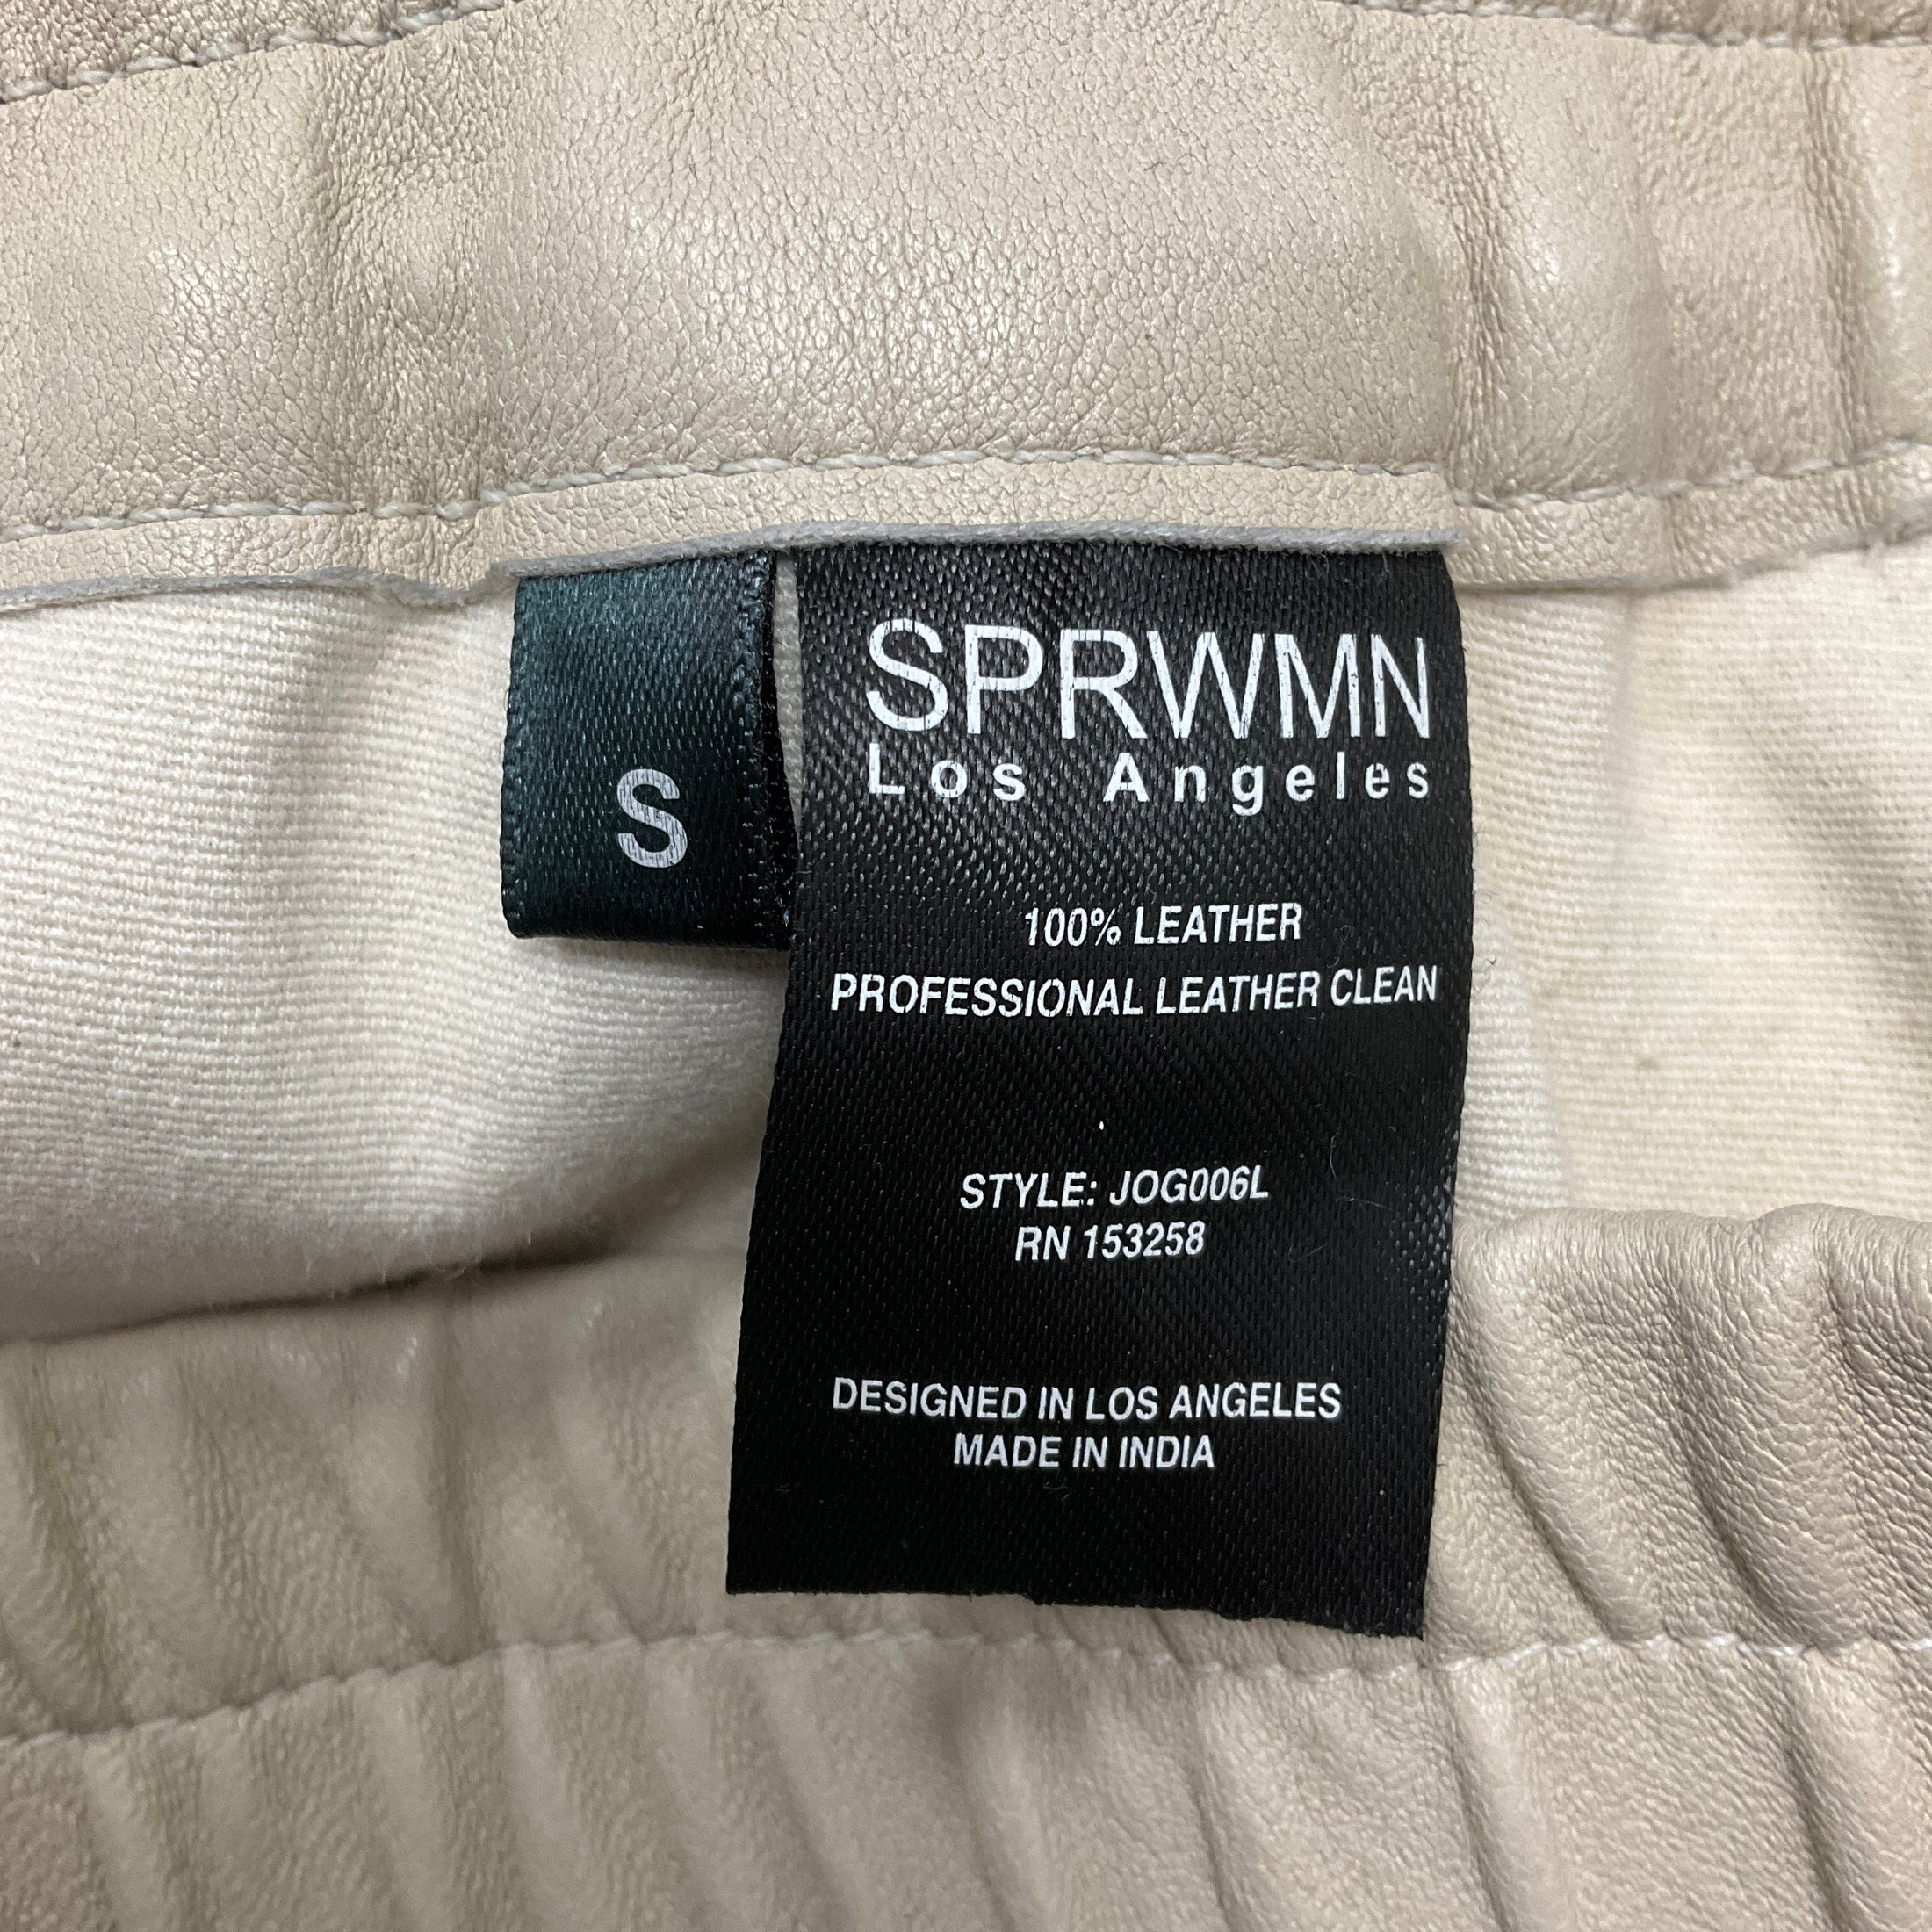 SPRWMN
Los Angeles
S
100% LEATHER
PROFESSIONAL LEATHER CLEAN
STYLE: JOG006L
RN 153258
DESIGNED IN LOS ANGELES
MADE IN INDIA